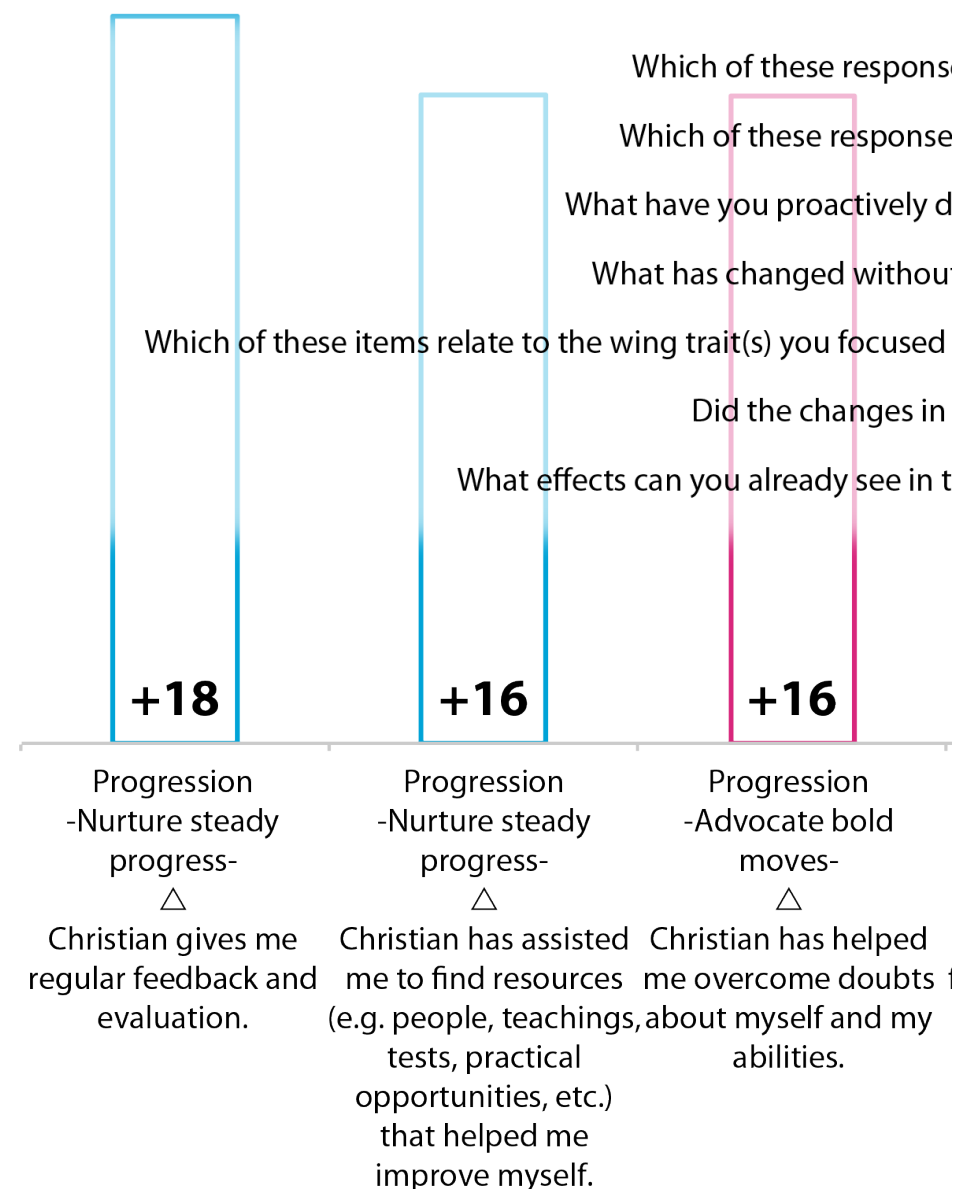 Which of these
Which of these
What have you proactively
What has changed
Which of these items relate to the wing trait(s) you focused
Did the changes in
What effects can you already see in
+18
+16
+16
Progression
-Nurture steady
progress-
△
Christian gives me
regular feedback and
evaluation.
Progression
-Nurture steady
progress-
△
Christian has assisted
me to find resources
(e.g. people, teachings,
tests, practical
opportunities, etc.)
that helped me
improve myself.
Progression
-Advocate bold
moves-
△
Christian has helped
me overcome doubts
about myself and my
abilities.